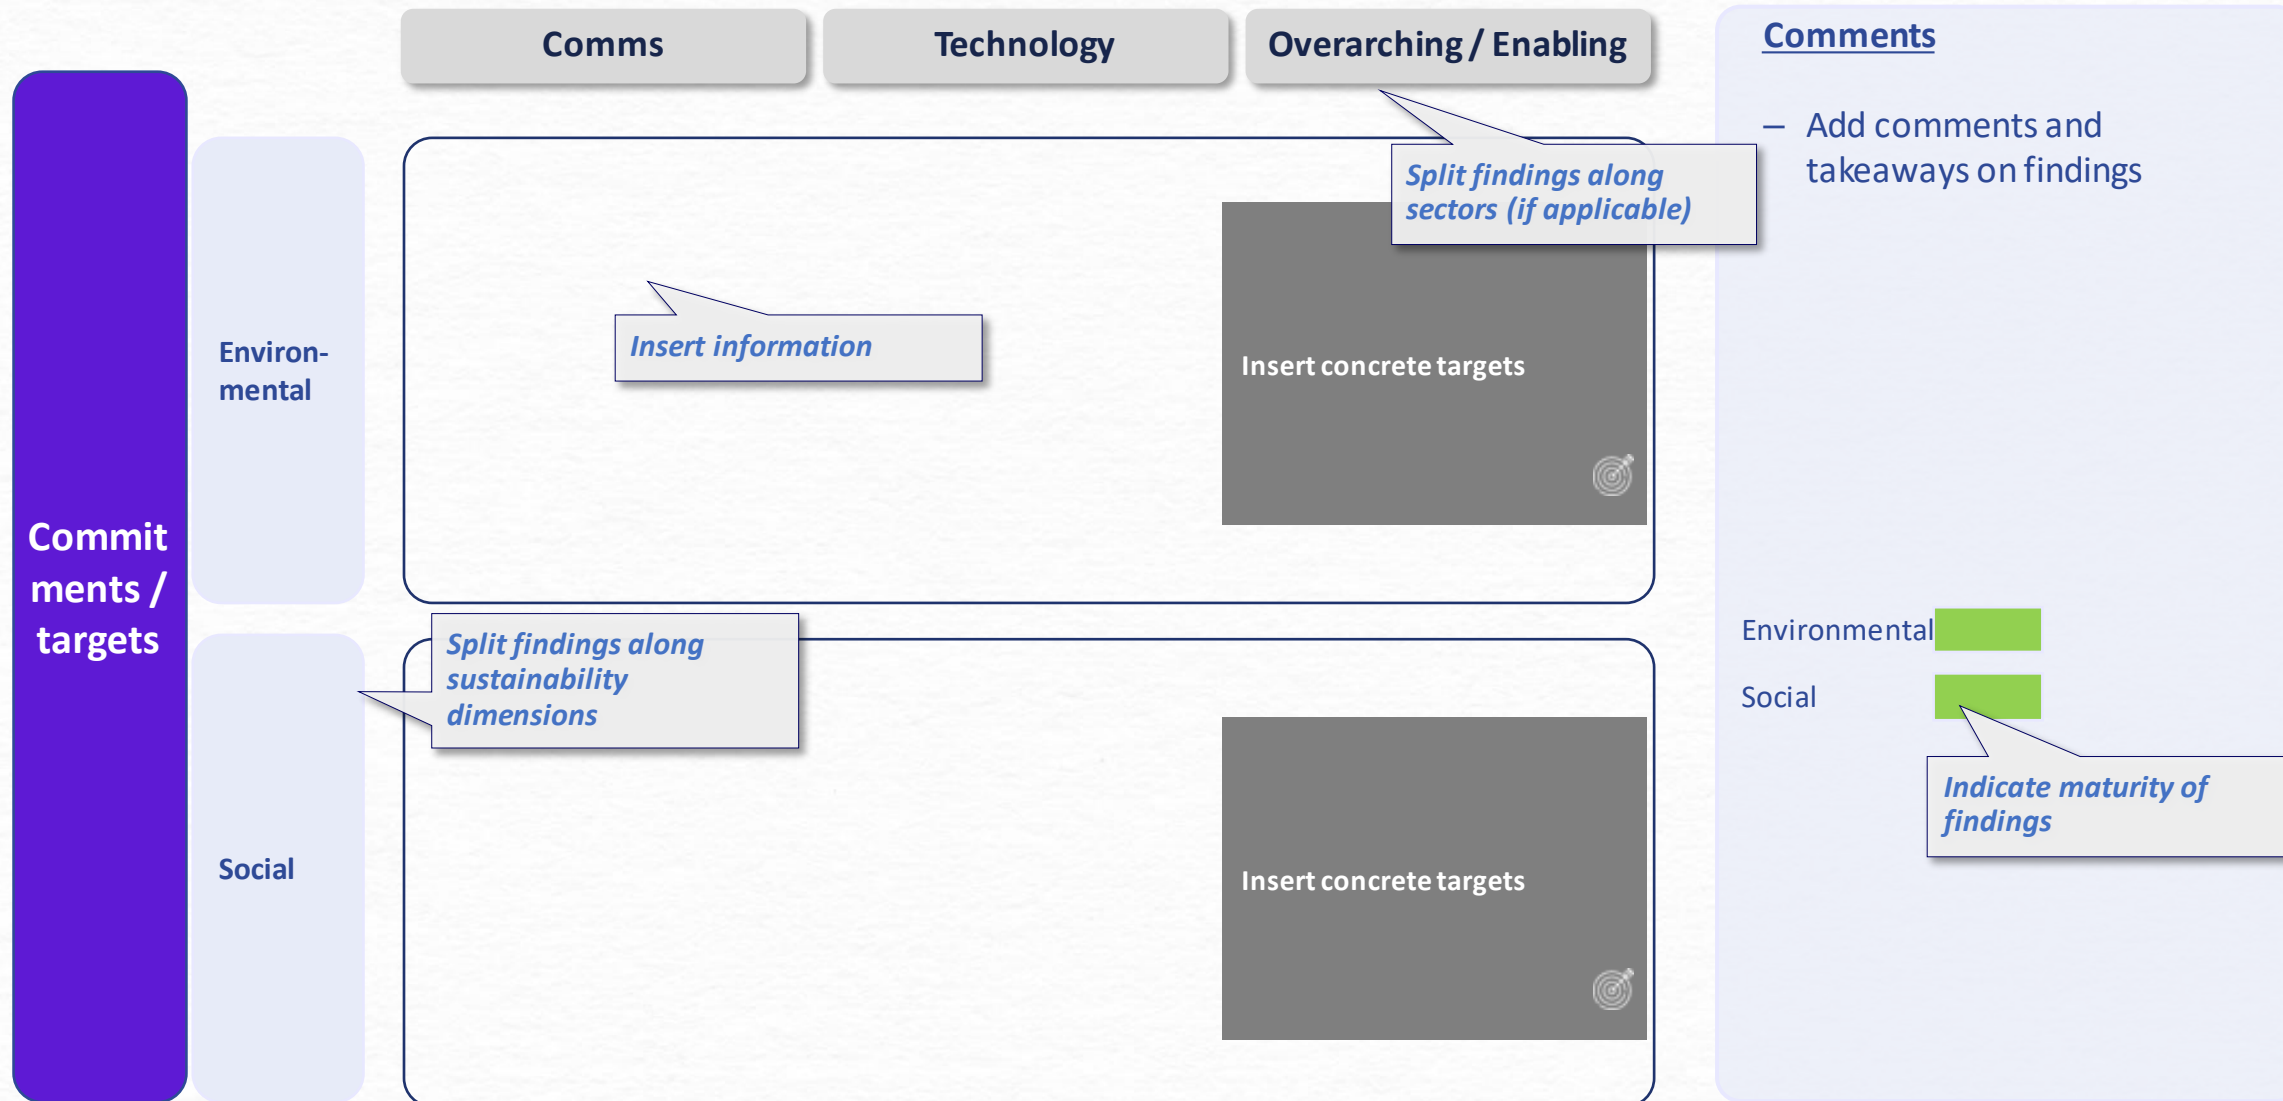 Comms
Technology
Overarching / Enabling
Comments
– Add comments and
takeaways on findings
Split findings along
sectors (if applicable)
Environ-
mental
Insert information
Insert concrete targets
Commit
ments /
targets
Split findings along
sustainability
dimensions
Environmental
Social
Indicate maturity of
findings
Social
Insert concrete targets